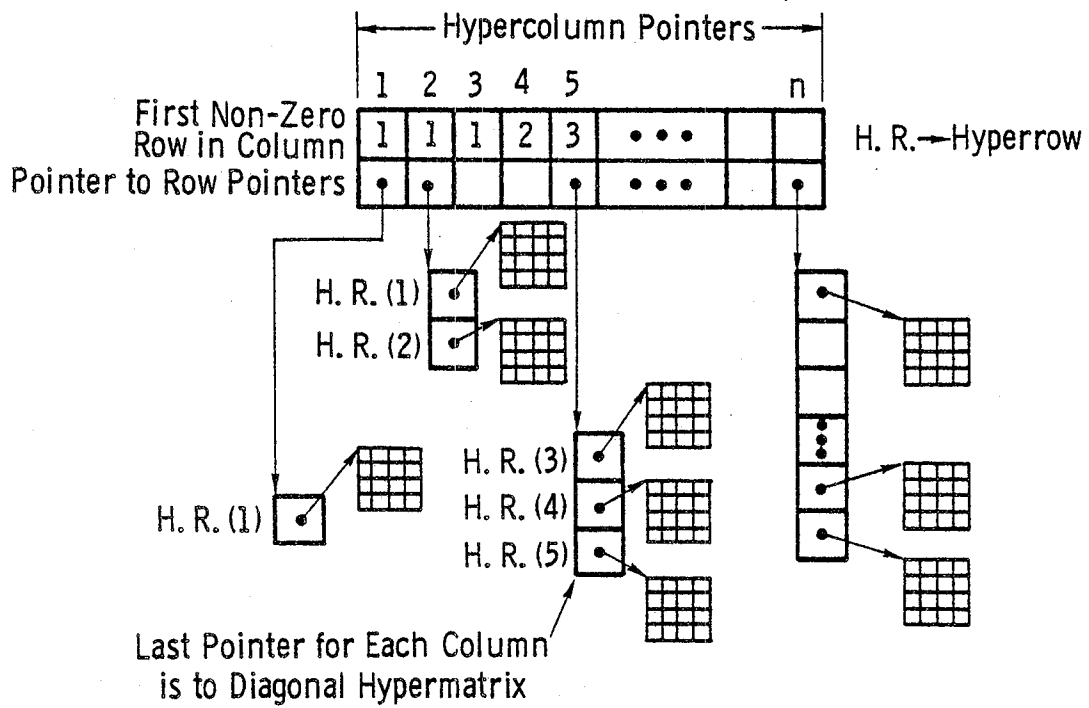 Hypercolumn Pointers
1 2 3 4 5 n
First Non-Zero
Row in Column
1 1 1 2 3 •••
H. R.→Hyperrow
Pointer to Row Pointers
•••
H. R. (1)
H. R. (2)
H. R. (3)
H. R. (4)
H. R. (5)
H. R. (1)
Last Pointer for Each Column
is to Diagonal Hypermatrix